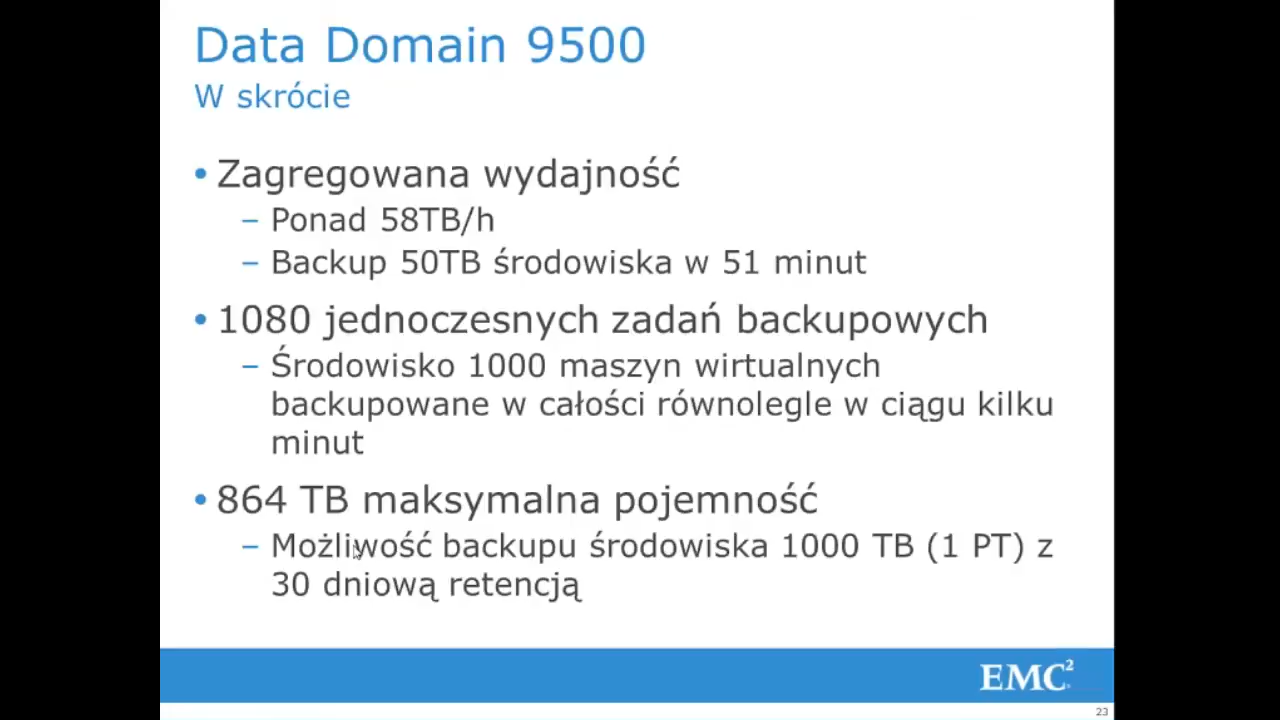 Data Domain 9500
W skrócie
• Zagregowana wydajność
– Ponad 58TB/h
– Backup 50TB środowiska w 51 minut
• 1080 jednoczesnych zadań backupowych
– Środowisko 1000 maszyn wirtualnych
backupowane w całości równolegle w ciągu kilku
minut
• 864 TB maksymalna pojemność
– Możliwość backupu środowiska 1000 TB (1 PT) z
30 dniową retencją
EMC²
23